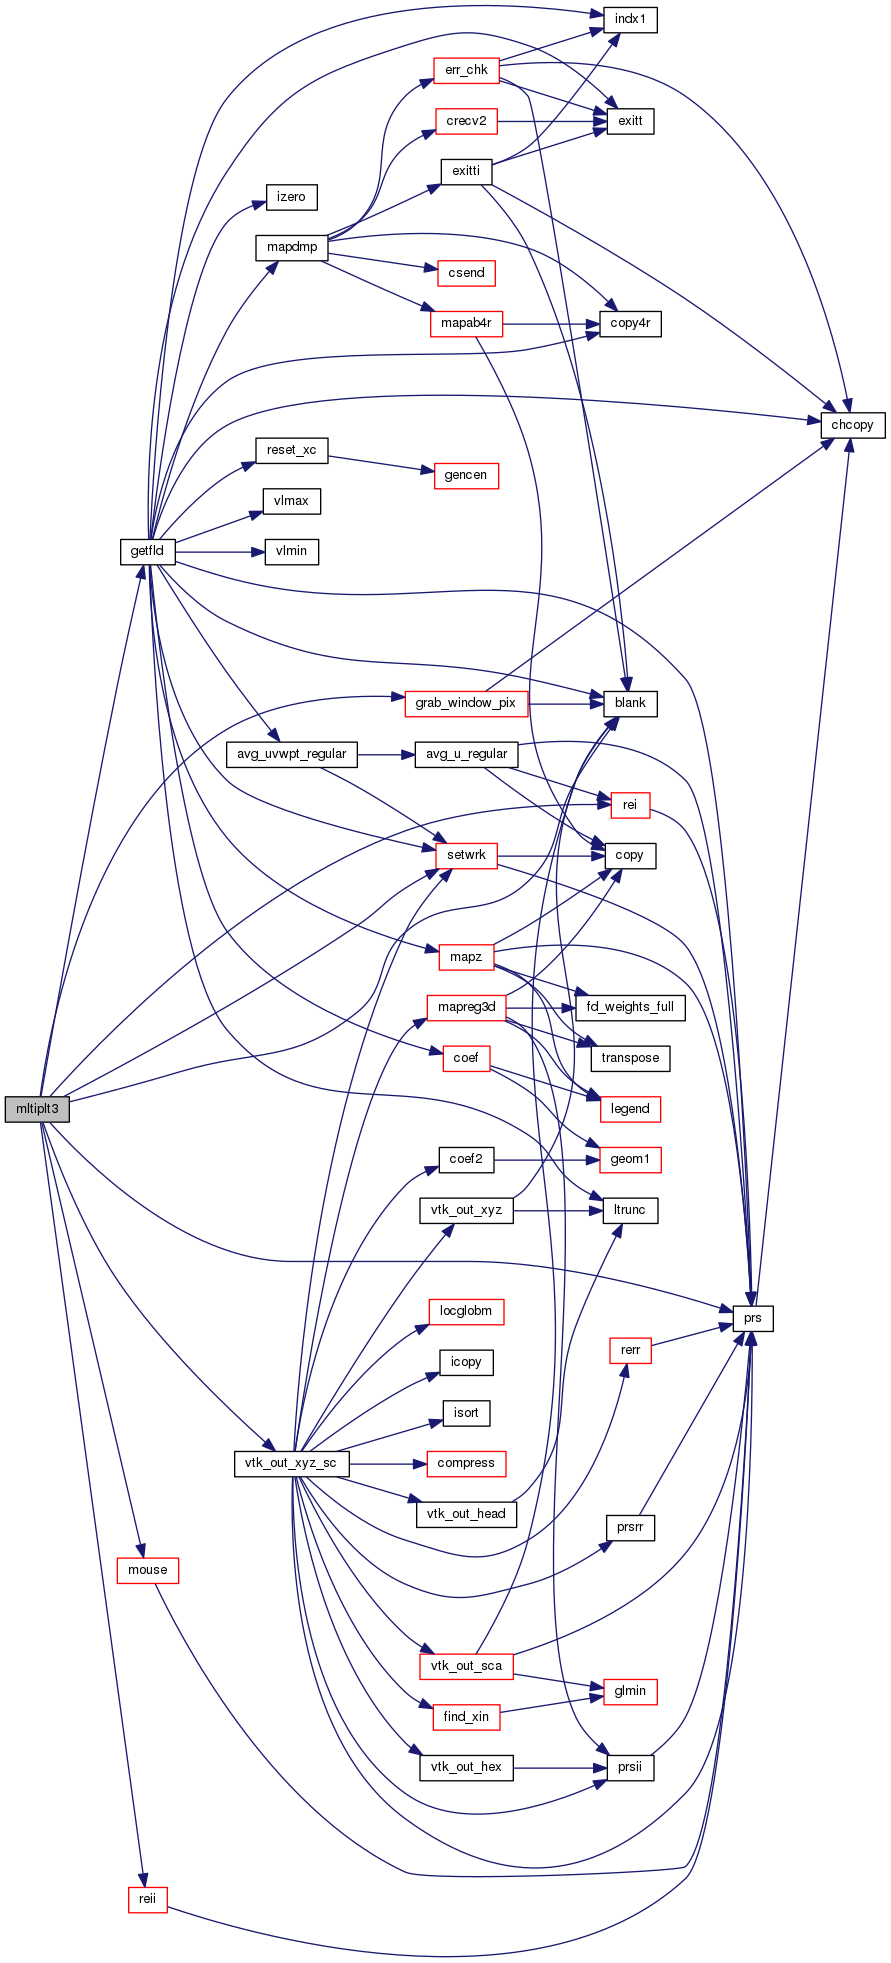 indx1
err_chk
crecv2
exitt
exitti
izero
mapdmp
csend
mapab4r
copy4r
chcopy
reset_xc
gencen
vlmax
getfld
vlmin
grab_window_pix
blank
avg_uvwpt_regular
avg_u_regular
rei
setwrk
copy
mapz
mapreg3d
fd_weights_full
coef
transpose
mltiplt3
legend
coef2
geom1
vtk_out_xyz
ltrunc
locglobm
prs
icopy
rerr
isort
vtk_out_xyz_sc
compress
vtk_out_head
prsrr
mouse
vtk_out_sca
glmin
find_xin
vtk_out_hex
prsii
reii